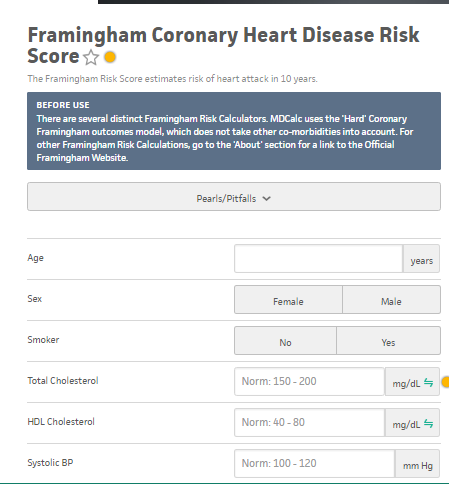 Framingham Coronary Heart Disease Risk
Score
The Framingham Risk Score estimates risk of heart attack in 10 years.
BEFORE USE
There are several distinct Framingham Risk Calculators. MDCalc uses the 'Hard' Coronary
Framingham outcomes model, which does not take other co-morbidities into account. For
other Framingham Risk Calculations, go to the 'About' section for a link to the Official
Framingham Website.
Pearls/Pitfalls
Age years
Sex Female Male
Smoker No Yes
Total Cholesterol Norm: 150 - 200 mg/dL
HDL Cholesterol Norm: 40 - 80 mg/dL
Systolic BP Norm: 100 - 120 mm Hg